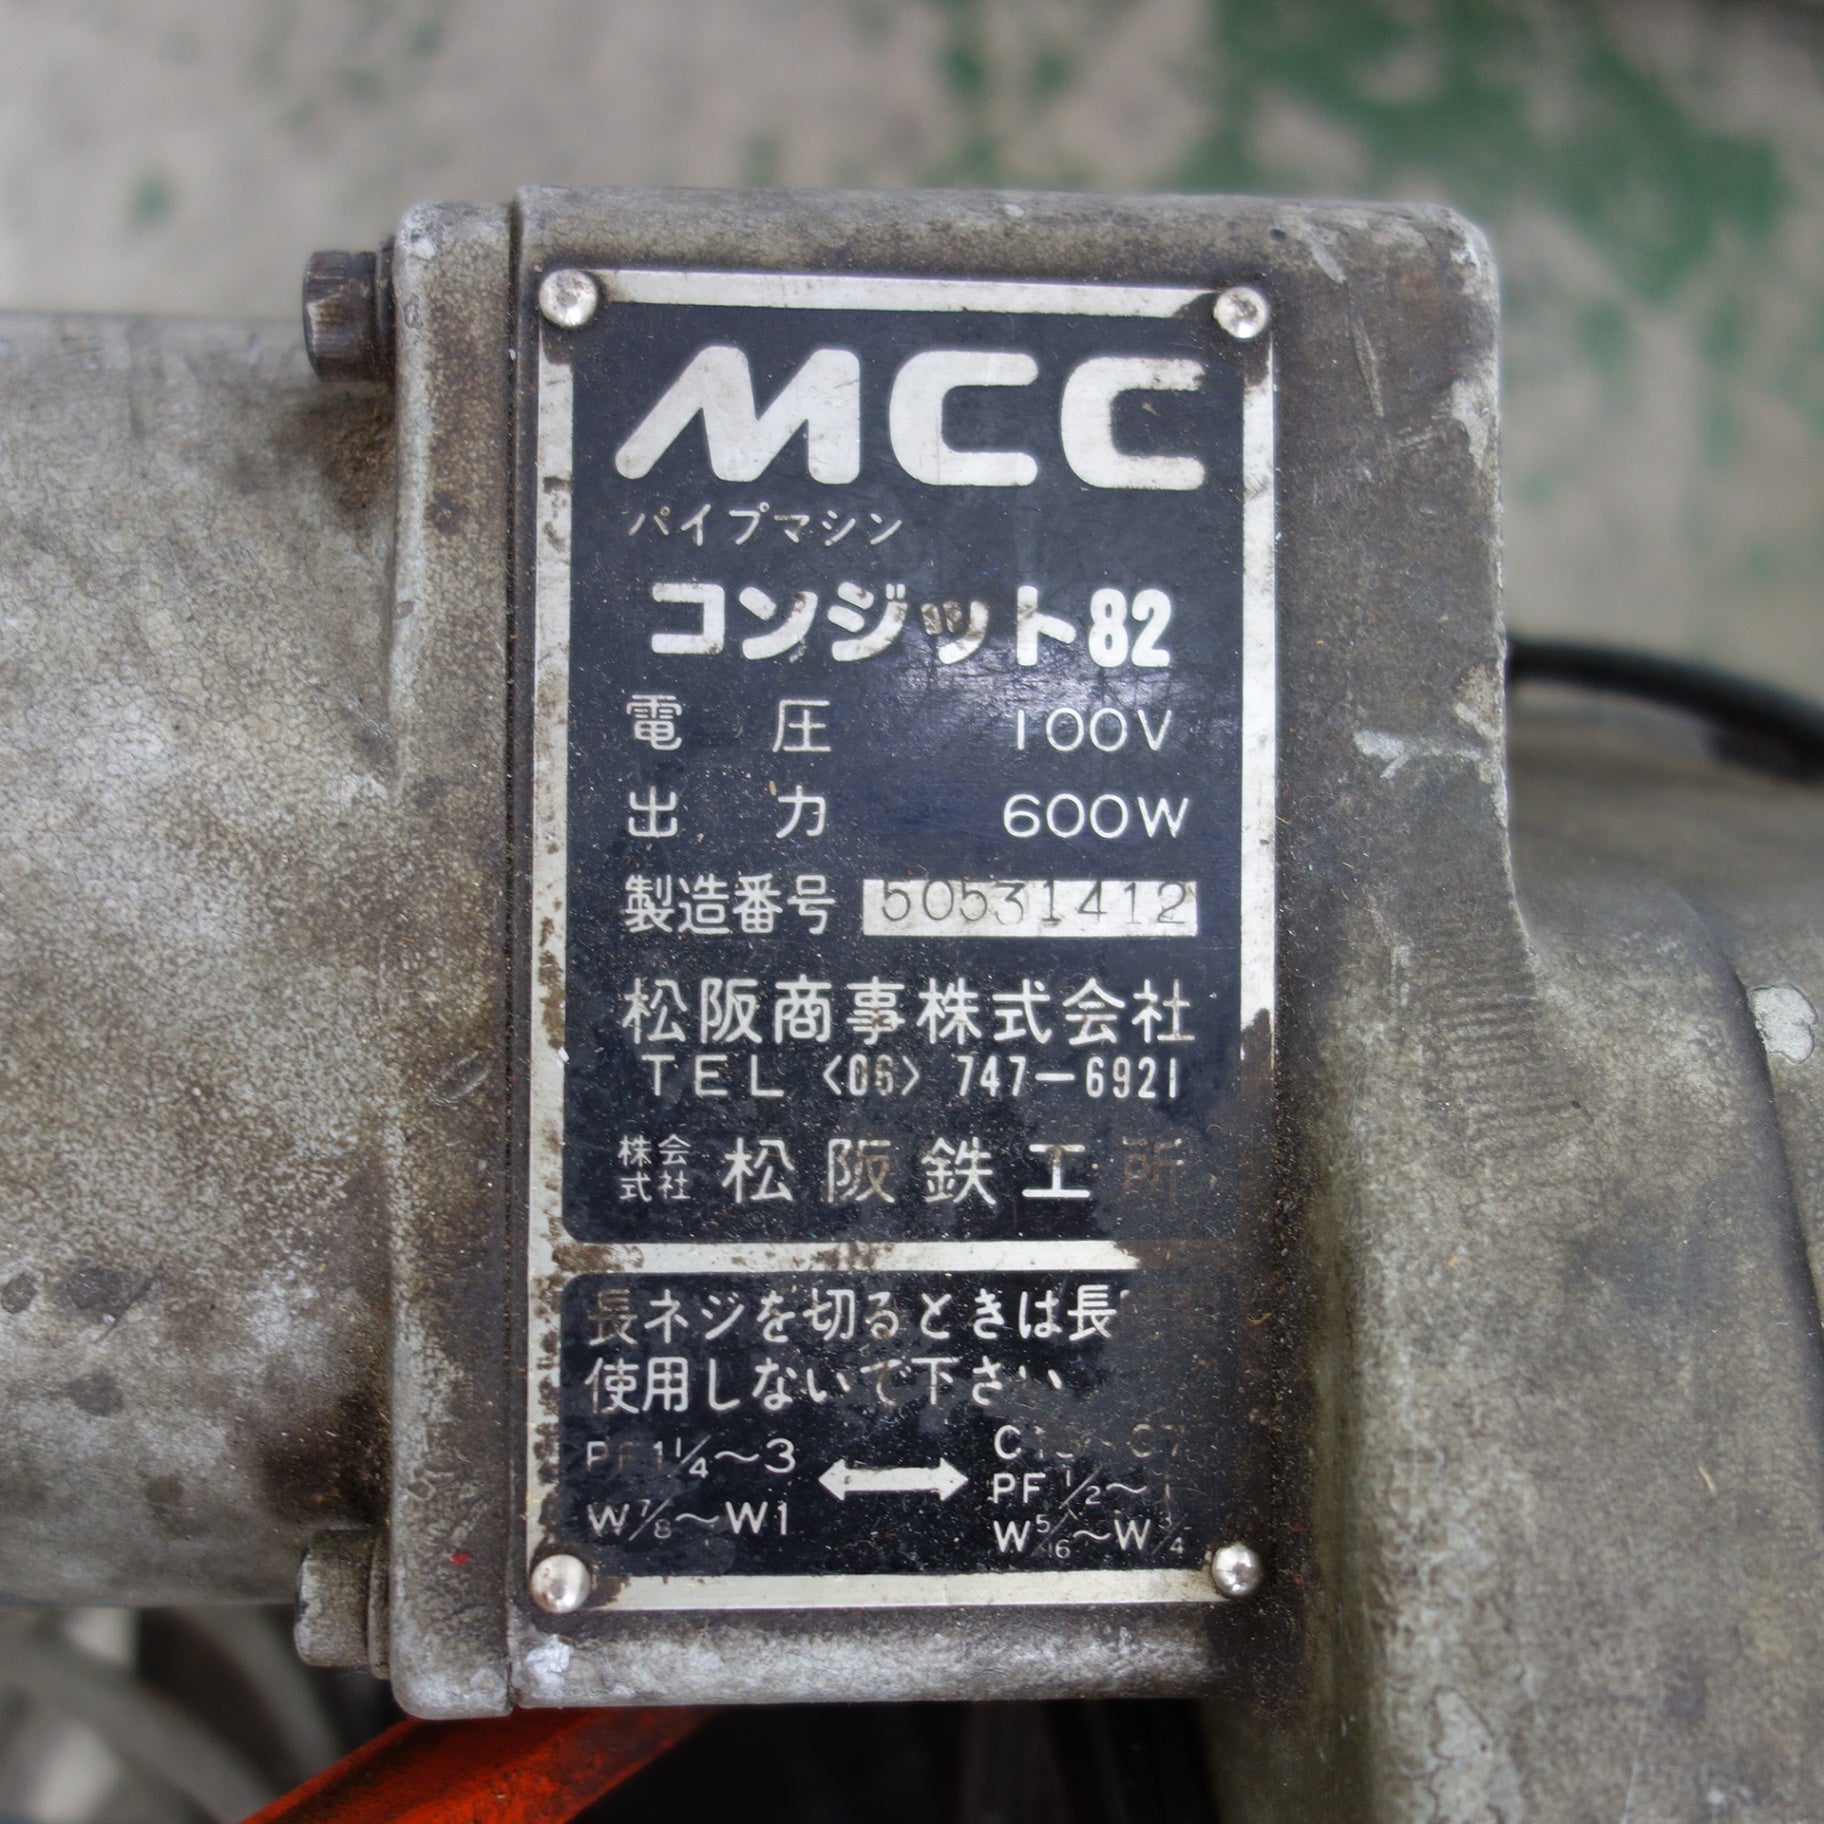 MCC
パイプマシン
コンジット82
電圧 100V
出力 600W
製造番号 50531412
松阪商事株式会社
TEL〈06〉747-6921
株式会社 松阪鉄工所
長ネジを切るときは長
使用しないで下さい
PF1 1/4～3
W7/8～W1
PF 1/2～1
W5/16～W3/4